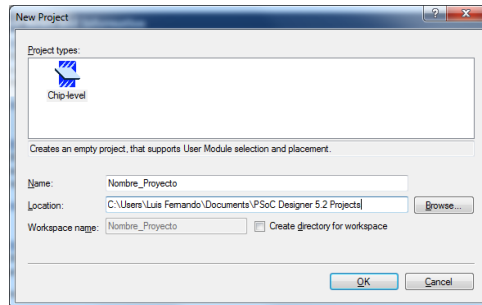 New Project
Project types:
Chip-level
Creates an empty project, that supports User Module selection and placement.
Name: Nombre_Proyecto
Location: C:\Users\Luis Fernando\Documents\PSoC Designer 5.2 Projects Browse...
Workspace name: Nombre_Proyecto Create directory for workspace
OK Cancel